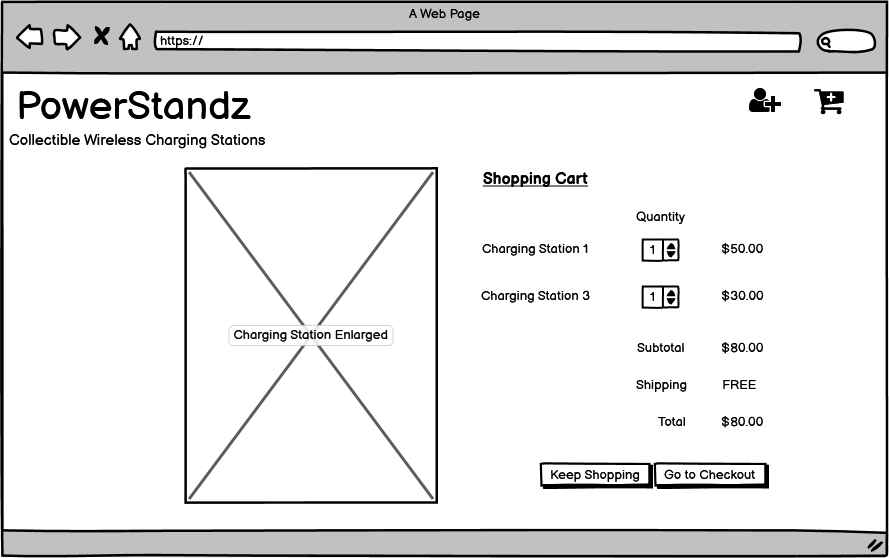 A Web Page
https://
PowerStandz
Collectible Wireless Charging Stations
Charging Station Enlarged
Shopping Cart
Quantity
Charging Station 1 1 $50.00
Charging Station 3 1 $30.00
Subtotal $80.00
Shipping FREE
Total $80.00
Keep Shopping Go to Checkout